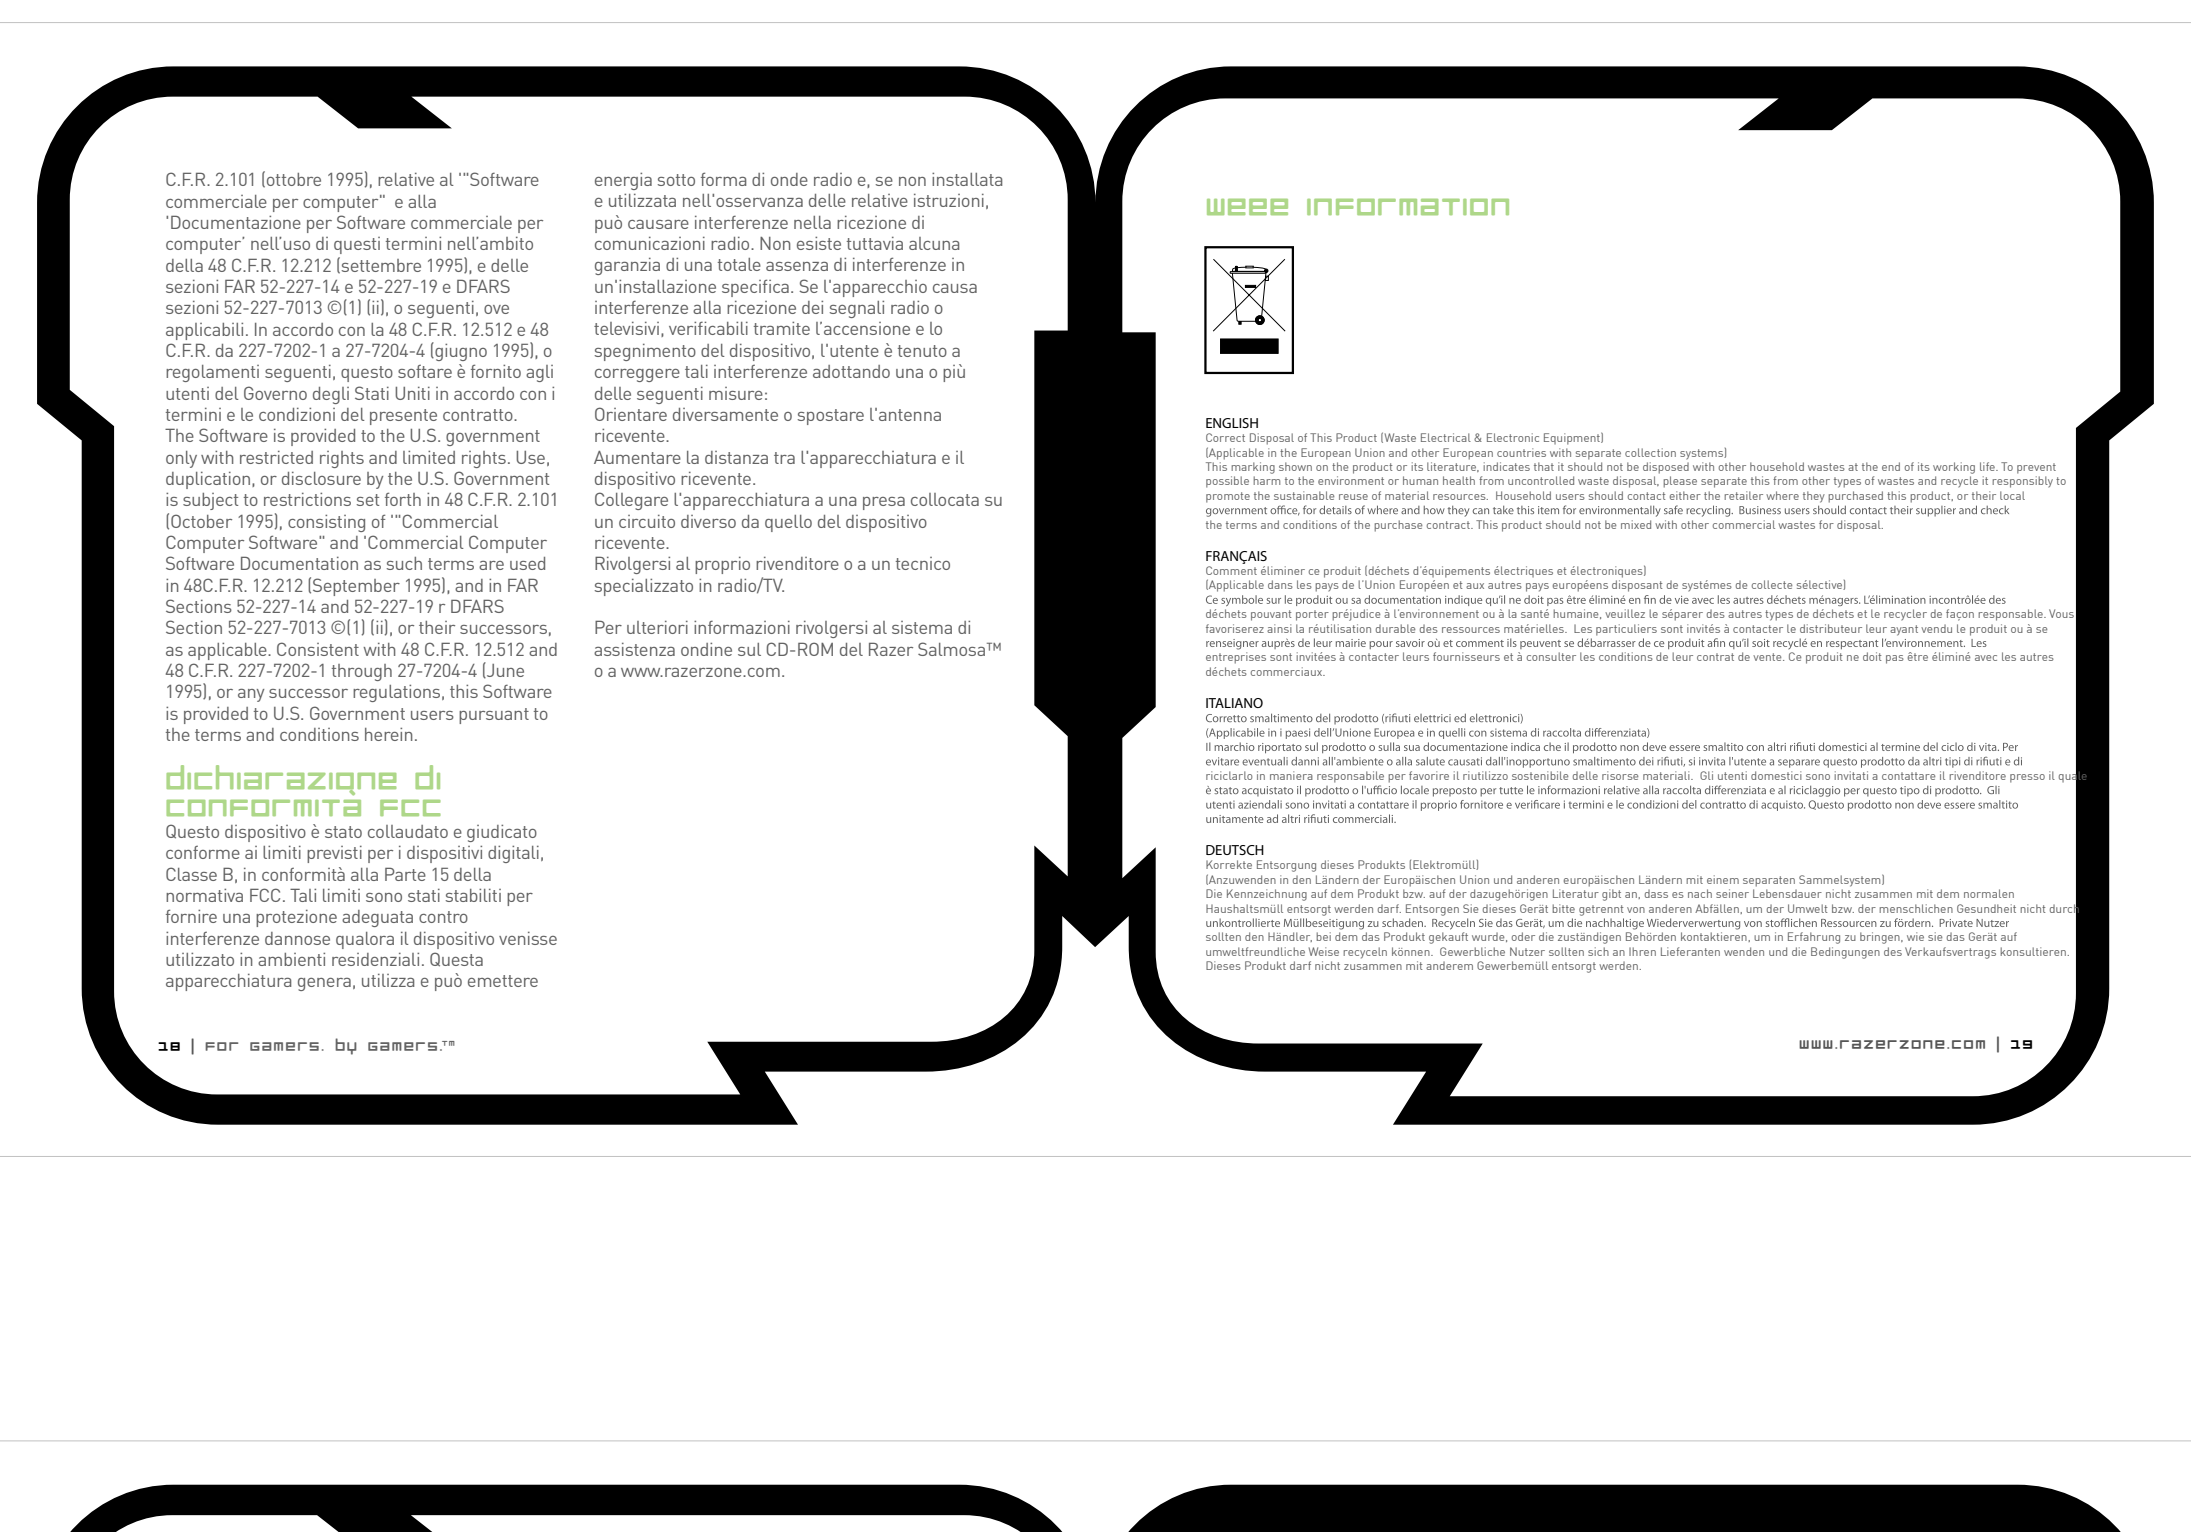 C.F.R. 2.101 (ottobre 1995), relative al '"Software
commerciale per computer"  e alla
'Documentazione per Software commerciale per
computer' nell'uso di questi termini nell'ambito
della 48 C.F.R. 12.212 (settembre 1995), e delle
sezioni FAR 52-227-14 e 52-227-19 e DFARS
sezioni 52-227-7013 ©(1) (ii), o seguenti, ove
applicabili. In accordo con la 48 C.F.R. 12.512 e 48
C.F.R. da 227-7202-1 a 27-7204-4 (giugno 1995), o
regolamenti seguenti, questo softare è fornito agli
utenti del Governo degli Stati Uniti in accordo con i
termini e le condizioni del presente contratto.
The Software is provided to the U.S. government
only with restricted rights and limited rights. Use,
duplication, or disclosure by the U.S. Government
is subject to restrictions set forth in 48 C.F.R. 2.101
(October 1995), consisting of '"Commercial
Computer Software" and 'Commercial Computer
Software Documentation as such terms are used
in 48C.F.R. 12.212 (September 1995), and in FAR
Sections 52-227-14 and 52-227-19 r DFARS
Section 52-227-7013 ©(1) (ii), or their successors,
as applicable. Consistent with 48 C.F.R. 12.512 and
48 C.F.R. 227-7202-1 through 27-7204-4 (June
1995), or any successor regulations, this Software
is provided to U.S. Government users pursuant to
the terms and conditions herein.
dichiarazione di
conformità FCC
Questo dispositivo è stato collaudato e giudicato
conforme ai limiti previsti per i dispositivi digitali,
Classe B, in conformità alla Parte 15 della
normativa FCC. Tali limiti sono stati stabiliti per
fornire una protezione adeguata contro
interferenze dannose qualora il dispositivo venisse
utilizzato in ambienti residenziali. Questa
apparecchiatura genera, utilizza e può emettere
energia sotto forma di onde radio e, se non installata
e utilizzata nell'osservanza delle relative istruzioni,
può causare interferenze nella ricezione di
comunicazioni radio. Non esiste tuttavia alcuna
garanzia di una totale assenza di interferenze in
un'installazione specifica. Se l'apparecchio causa
interferenze alla ricezione dei segnali radio o
televisivi, verificabili tramite l'accensione e lo
spegnimento del dispositivo, l'utente è tenuto a
correggere tali interferenze adottando una o più
delle seguenti misure:
Orientare diversamente o spostare l'antenna
ricevente.
Aumentare la distanza tra l'apparecchiatura e il
dispositivo ricevente.
Collegare l'apparecchiatura a una presa collocata su
un circuito diverso da quello del dispositivo
ricevente.
Rivolgersi al proprio rivenditore o a un tecnico
specializzato in radio/TV.
Per ulteriori informazioni rivolgersi al sistema di
assistenza ondine sul CD-ROM del Razer Salmosa™
o a www.razerzone.com.
18 | For Gamers. by Gamers.™
weee information
ENGLISH
Correct Disposal of This Product (Waste Electrical & Electronic Equipment)
(Applicable in the European Union and other European countries with separate collection systems)
This marking shown on the product or its literature, indicates that it should not be disposed with other household wastes at the end of its working life. To prevent
possible harm to the environment or human health from uncontrolled waste disposal, please separate this from other types of wastes and recycle it responsibly to
promote the sustainable reuse of material resources.  Household users should contact either the retailer where they purchased this product, or their local
government office, for details of where and how they can take this item for environmentally safe recycling.  Business users should contact their supplier and check
the terms and conditions of the purchase contract. This product should not be mixed with other commercial wastes for disposal.
FRANÇAIS
Comment éliminer ce produit (déchets d'équipements électriques et électroniques)
(Applicable dans les pays de l'Union Européen et aux autres pays européens disposant de systémes de collecte sélective)
Ce symbole sur le produit ou sa documentation indique qu'il ne doit pas être éliminé en fin de vie avec les autres déchets ménagers. L'élimination incontrôlée des
déchets pouvant porter préjudice à l'environnement ou à la santé humaine, veuillez le séparer des autres types de déchets et le recycler de façon responsable. Vous
favoriserez ainsi la réutilisation durable des ressources matérielles.  Les particuliers sont invités à contacter le distributeur leur ayant vendu le produit ou à se
renseigner auprès de leur mairie pour savoir où et comment ils peuvent se débarrasser de ce produit afin qu'il soit recyclé en respectant l'environnement.  Les
entreprises sont invitées à contacter leurs fournisseurs et à consulter les conditions de leur contrat de vente. Ce produit ne doit pas être éliminé avec les autres
déchets commerciaux.
ITALIANO
Corretto smaltimento del prodotto (rifiuti elettrici ed elettronici)
(Applicabile in i paesi dell'Unione Europea e in quelli con sistema di raccolta differenziata)
Il marchio riportato sul prodotto o sulla sua documentazione indica che il prodotto non deve essere smaltito con altri rifiuti domestici al termine del ciclo di vita. Per
evitare eventuali danni all'ambiente o alla salute causati dall'inopportuno smaltimento dei rifiuti, si invita l'utente a separare questo prodotto da altri tipi di rifiuti e di
riciclarlo in maniera responsabile per favorire il riutilizzo sostenibile delle risorse materiali.  Gli utenti domestici sono invitati a contattare il rivenditore presso il quale
è stato acquistato il prodotto o l'ufficio locale preposto per tutte le informazioni relative alla raccolta differenziata e al riciclaggio per questo tipo di prodotto.  Gli
utenti aziendali sono invitati a contattare il proprio fornitore e verificare i termini e le condizioni del contratto di acquisto. Questo prodotto non deve essere smaltito
unitamente ad altri rifiuti commerciali.
DEUTSCH
Korrekte Entsorgung dieses Produkts (Elektromüll)
(Anzuwenden in den Ländern der Europäischen Union und anderen europäischen Ländern mit einem separaten Sammelsystem)
Die Kennzeichnung auf dem Produkt bzw. auf der dazugehörigen Literatur gibt an, dass es nach seiner Lebensdauer nicht zusammen mit dem normalen
Haushaltsmüll entsorgt werden darf. Entsorgen Sie dieses Gerät bitte getrennt von anderen Abfällen, um der Umwelt bzw. der menschlichen Gesundheit nicht durch
unkontrollierte Müllbeseitigung zu schaden.  Recyceln Sie das Gerät, um die nachhaltige Wiederverwertung von stofflichen Ressourcen zu fördern.  Private Nutzer
sollten den Händler, bei dem das Produkt gekauft wurde, oder die zuständigen Behörden kontaktieren, um in Erfahrung zu bringen, wie sie das Gerät auf
umweltfreundliche Weise recyceln können.  Gewerbliche Nutzer sollten sich an Ihren Lieferanten wenden und die Bedingungen des Verkaufsvertrags konsultieren.
Dieses Produkt darf nicht zusammen mit anderem Gewerbemüll entsorgt werden.
www.razerzone.com | 19